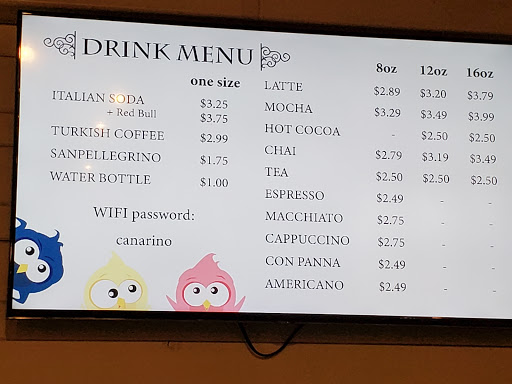 DRINK MENU
one size
ITALIAN SODA $3.25
+ Red Bull $3.75
TURKISH COFFEE $2.99
SANPELLEGRINO $1.75
WATER BOTTLE $1.00
WIFI password:
canarino
8oz 12oz 16oz
LATTE $2.89 $3.20 $3.79
MOCHA $3.29 $3.49 $3.99
HOT COCOA - $2.50 $2.50
CHAI $2.79 $3.19 $3.49
TEA $2.50 $2.50 $2.50
ESPRESSO $2.49 - -
MACCHIATO $2.75 - -
CAPPUCCINO $2.75 - -
CON PANNA $2.49 - -
AMERICANO $2.49 - -